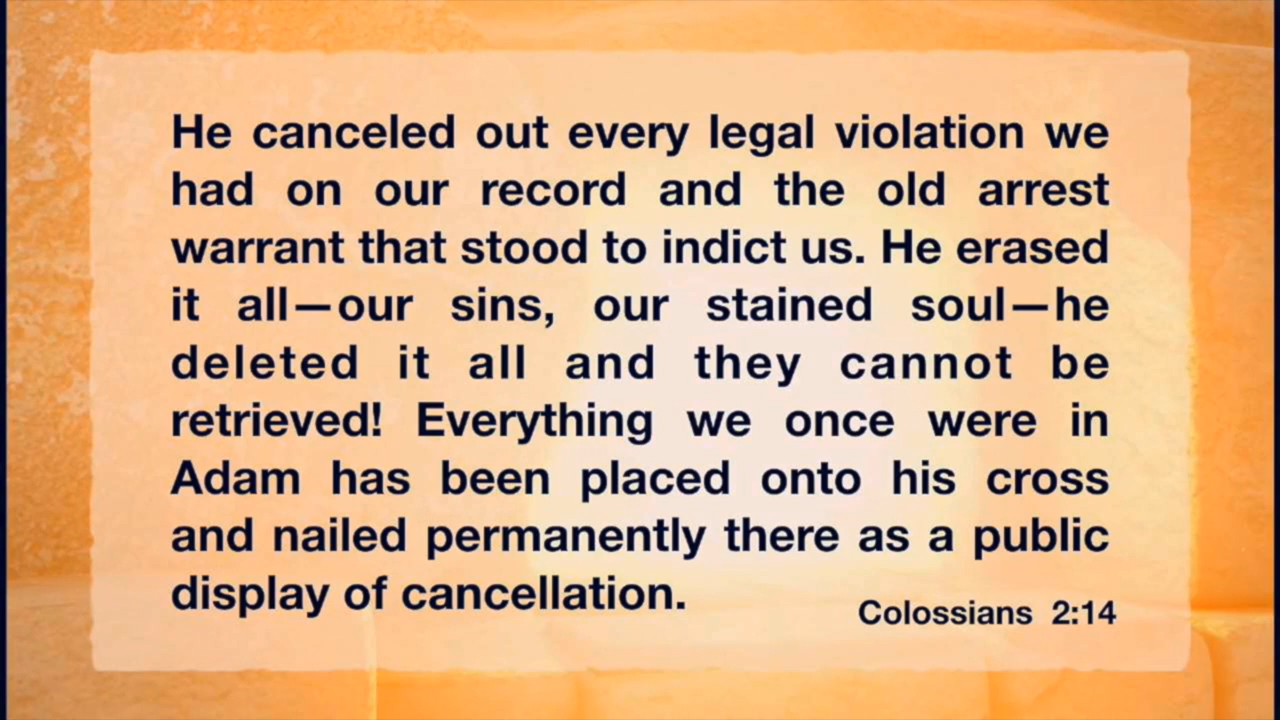 He canceled out every legal violation we
had on our record and the old arrest
warrant that stood to indict us. He erased
it all—our sins, our stained soul—he
deleted it all and they cannot be
retrieved! Everything we once were in
Adam has been placed onto his cross
and nailed permanently there as a public
display of cancellation.
Colossians 2:14